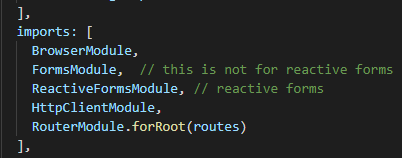 ],
imports: [
BrowserModule,
FormsModule,  // this is not for reactive forms
ReactiveFormsModule, // reactive forms
HttpClientModule,
RouterModule.forRoot(routes)
],